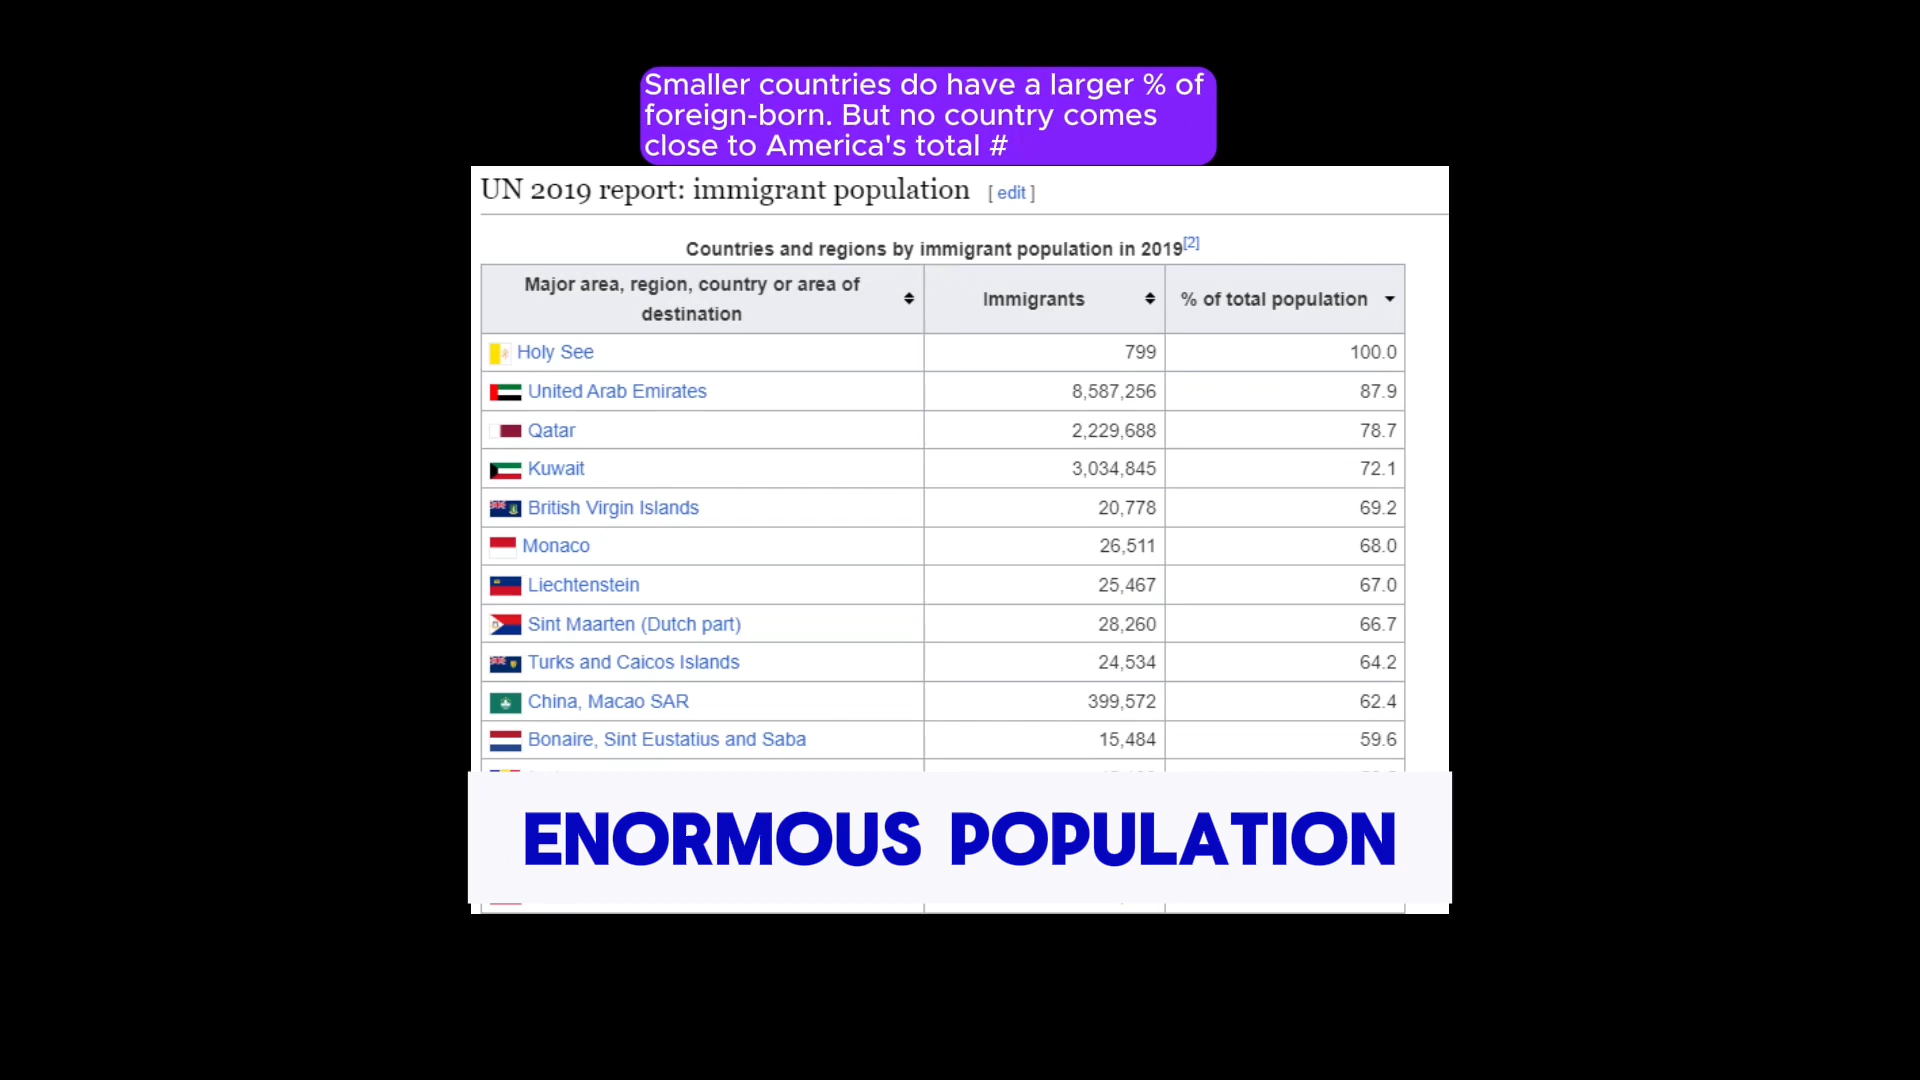 Smaller countries do have a larger % of
foreign-born. But no country comes
close to America's total #
UN 2019 report: immigrant population [ edit ]
Countries and regions by immigrant population in 2019[2]
Major area, region, country or area of
destination
Immigrants
% of total population
Holy See 799 100.0
United Arab Emirates 8,587,256 87.9
Qatar 2,229,688 78.7
Kuwait 3,034,845 72.1
British Virgin Islands 20,778 69.2
Monaco 26,511 68.0
Liechtenstein 25,467 67.0
Sint Maarten (Dutch part) 28,260 66.7
Turks and Caicos Islands 24,534 64.2
China, Macao SAR 399,572 62.4
Bonaire, Sint Eustatius and Saba 15,484 59.6
ENORMOUS POPULATION